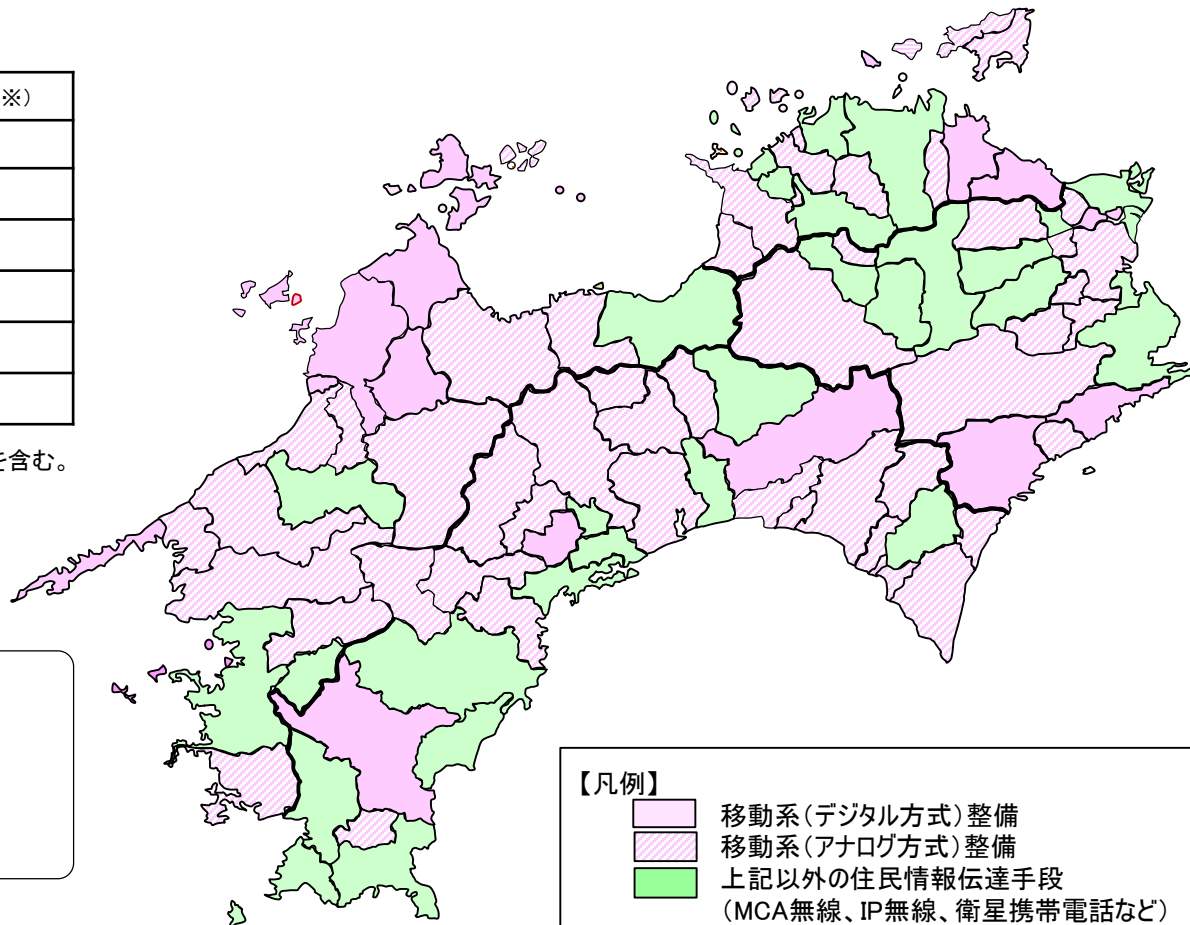 ※）
を含む。
【凡例】
移動系（デジタル方式）整備
移動系（アナログ方式）整備
上記以外の住民情報伝達手段
（MCA無線、IP無線、衛星携帯電話など）